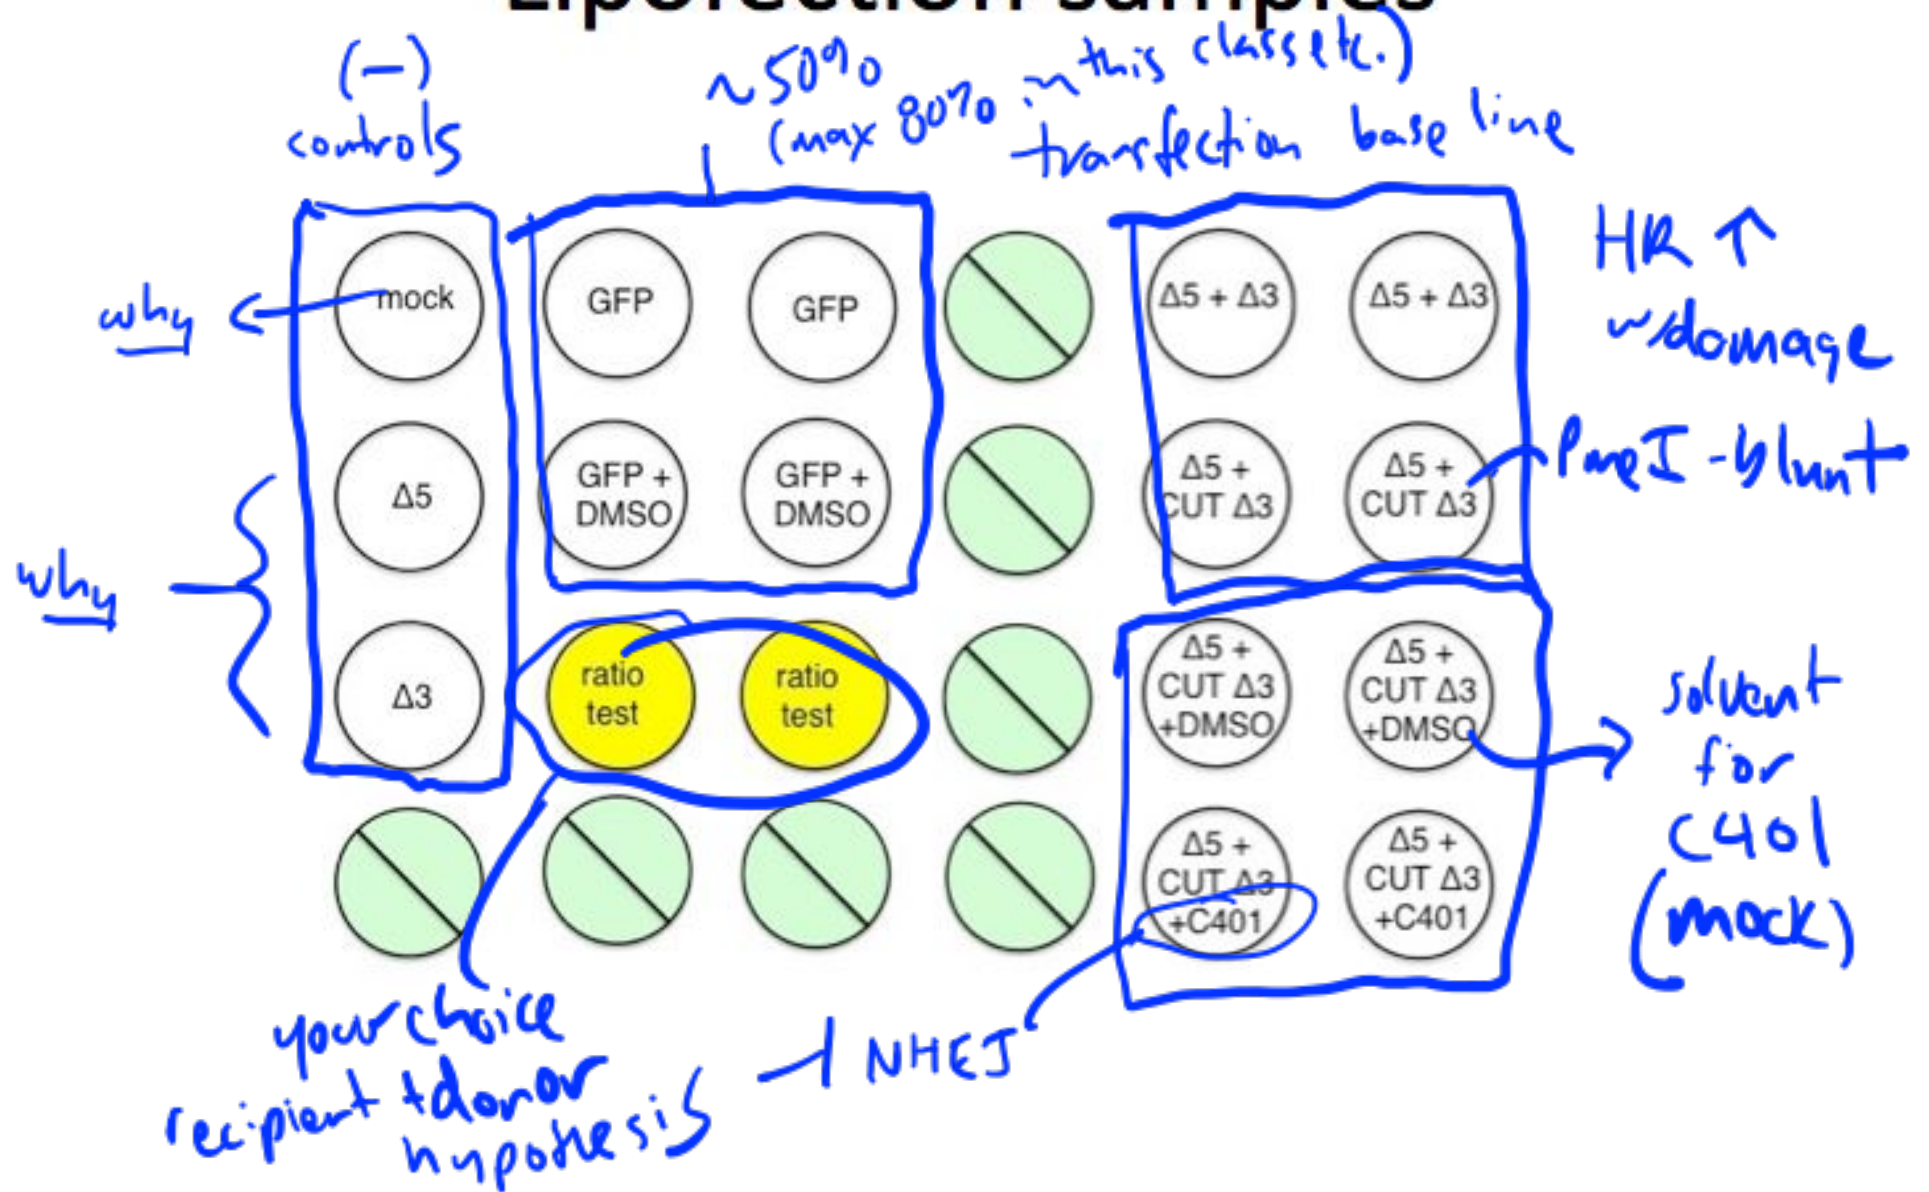 Lipofection samples
(-)
controls
~50%
(max 80% in this class etc.)
transfection base line
why
mock
GFP
GFP
Δ5 + Δ3
Δ5 + Δ3
HR ↑
w/damage
why
Δ5
GFP +
DMSO
GFP +
DMSO
Δ5 +
CUT Δ3
Δ5 +
CUT Δ3
PmeI - blunt
Δ3
ratio
test
ratio
test
Δ5 +
CUT Δ3
+DMSO
Δ5 +
CUT Δ3
+DMSO
solvent
for
C401
(mock)
Δ5 +
CUT Δ3
+C401
Δ5 +
CUT Δ3
+C401
your choice
recipient + donor
hypothesis
⊣ NHEJ